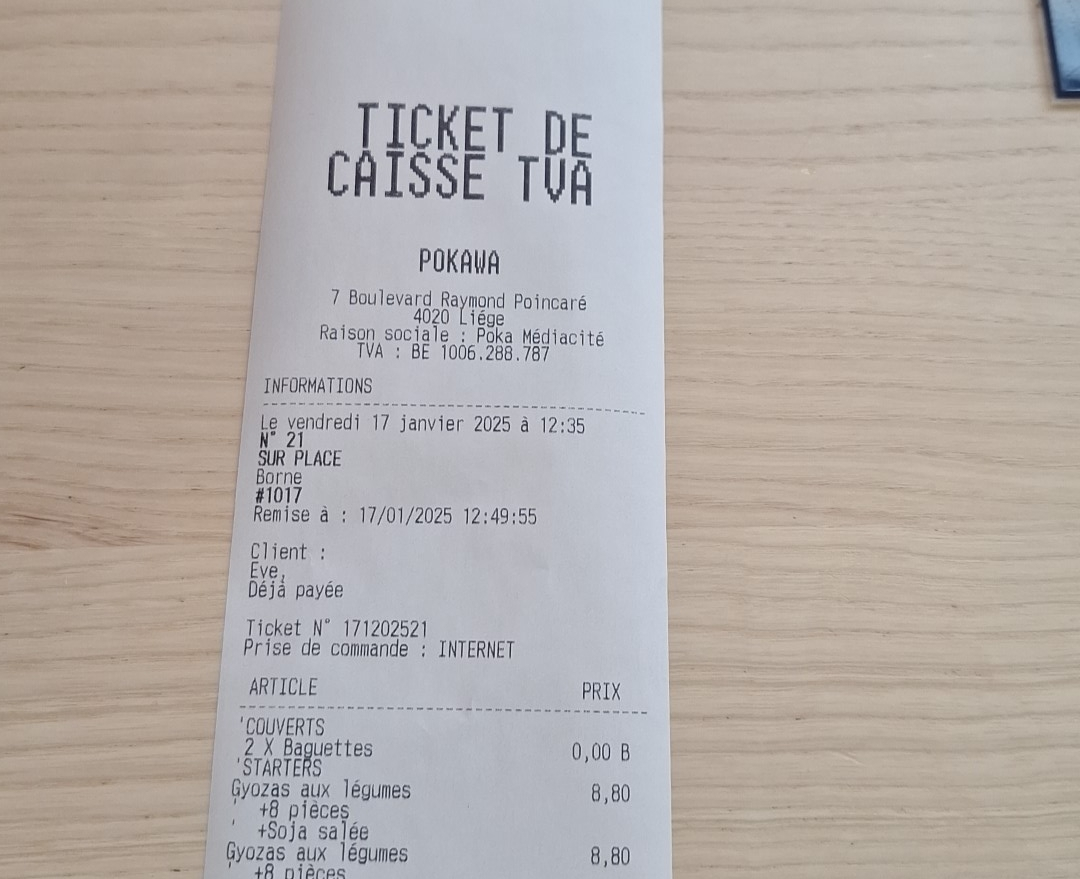 TICKET DE
CAISSE TVA
POKAWA
7 Boulevard Raymond Poincaré
4020 Liége
Raison sociale : Poka Médiacité
TVA : BE 1006.288.787
INFORMATIONS
Le vendredi 17 janvier 2025 à 12:35
N° 21
SUR PLACE
Borne
#1017
Remise à : 17/01/2025 12:49:55
Client :
Eve,
Déjà payée
Ticket N° 171202521
Prise de commande : INTERNET
ARTICLE PRIX
'COUVERTS
2 X Baguettes 0,00 B
'STARTERS
Gyozas aux légumes 8,80
' +8 pièces
' +Soja salée
Gyozas aux légumes 8,80
' +8 pièces